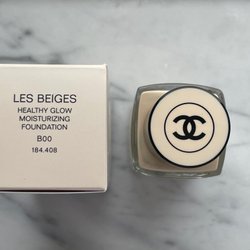 LES BEIGES
HEALTHY GLOW
MOISTURIZING
FOUNDATION
B00
184.408